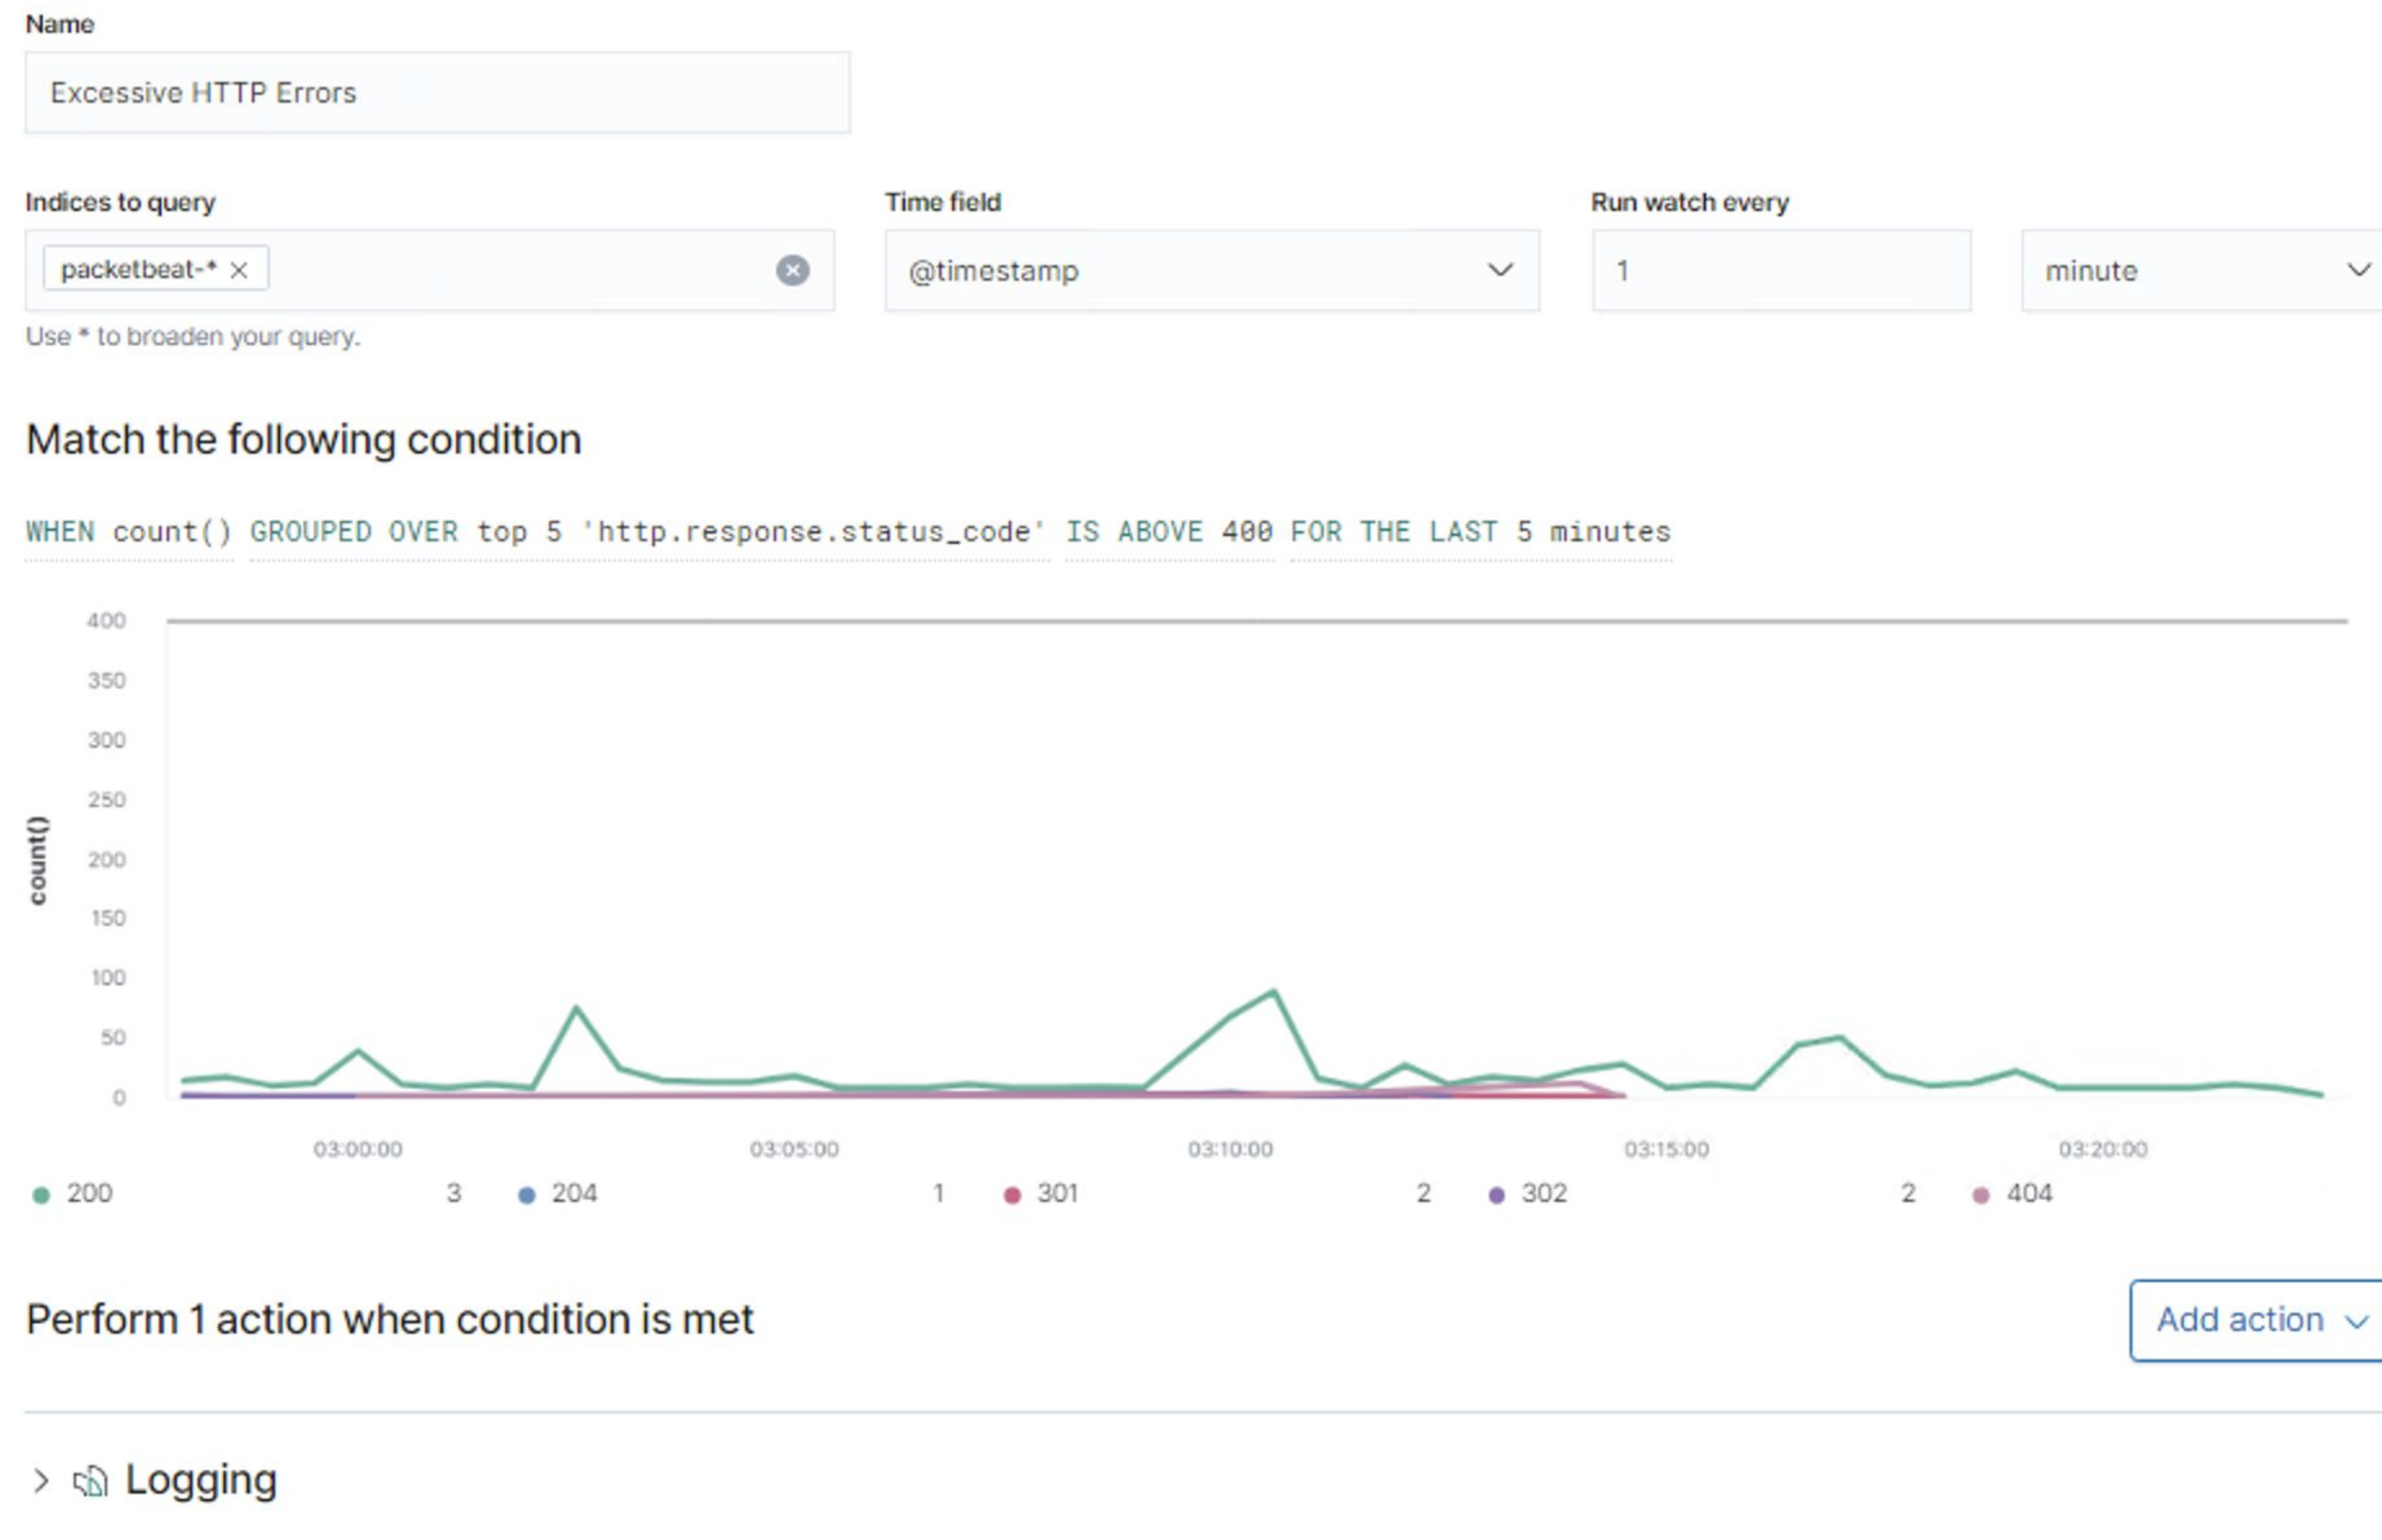 Name
Excessive HTTP Errors
Indices to query Time field Run watch every
packetbeat-* @timestamp 1 minute
Use * to broaden your query.
Match the following condition
WHEN count() GROUPED OVER top 5 'http.response.status_code' IS ABOVE 400 FOR THE LAST 5 minutes
400
350
300
250
200
150
100
50
0
count()
03:00:00 03:05:00 03:10:00 03:15:00 03:20:00
200 3 204 1 301 2 302 2 404
Perform 1 action when condition is met
Add action
Logging